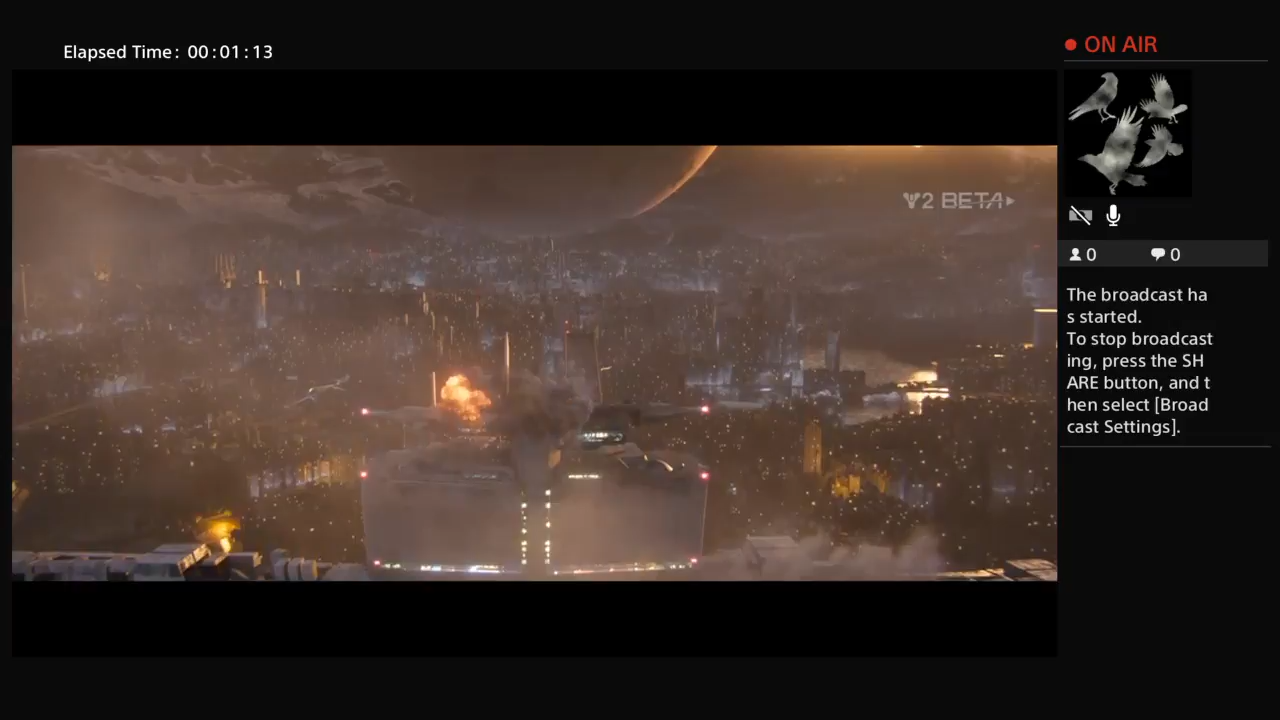 Elapsed Time: 00:01:13
ON AIR
2 BETA
0
0
The broadcast ha
s started.
To stop broadcast
ing, press the SH
ARE button, and t
hen select [Broad
cast Settings].